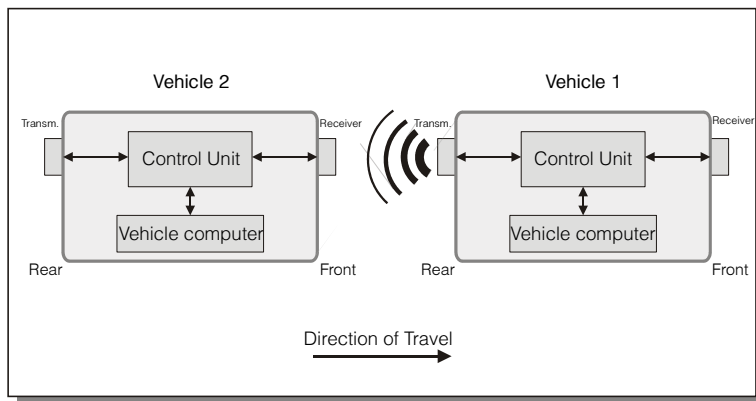 Vehicle 2
Vehicle 1
Transm.
Receiver
Transm.
Receiver
Control Unit
Control Unit
Vehicle computer
Vehicle computer
Rear
Front
Rear
Front
Direction of Travel